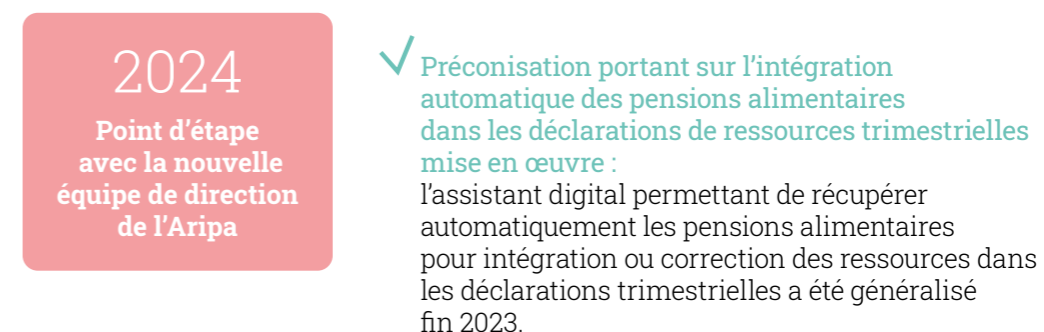 2024
Point d’étape
avec la nouvelle
équipe de direction
de l’Aripa
Préconisation portant sur l’intégration
automatique des pensions alimentaires
dans les déclarations de ressources trimestrielles
mise en œuvre :
l’assistant digital permettant de récupérer
automatiquement les pensions alimentaires
pour intégration ou correction des ressources dans
les déclarations trimestrielles a été généralisé
fin 2023.